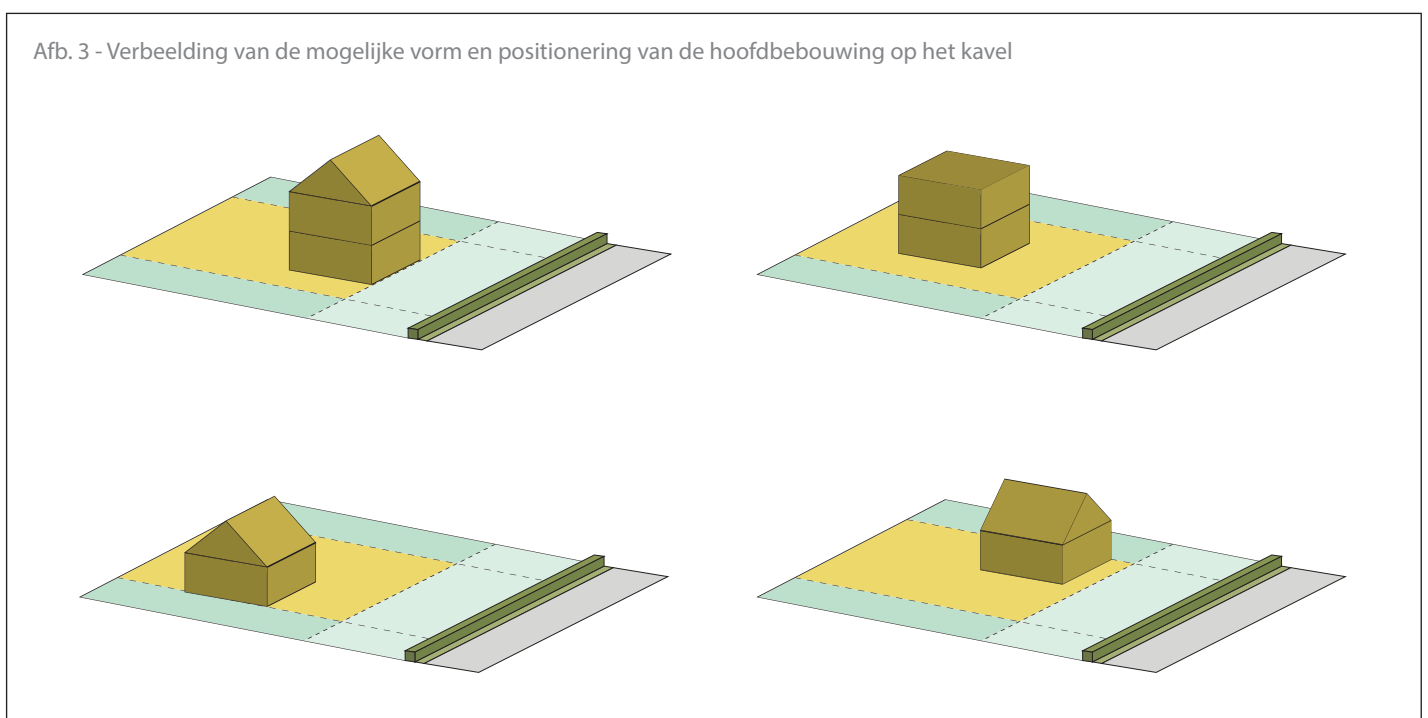 Afb. 3 - Verbeelding van de mogelijke vorm en positionering van de hoofdbebouwing op het kavel